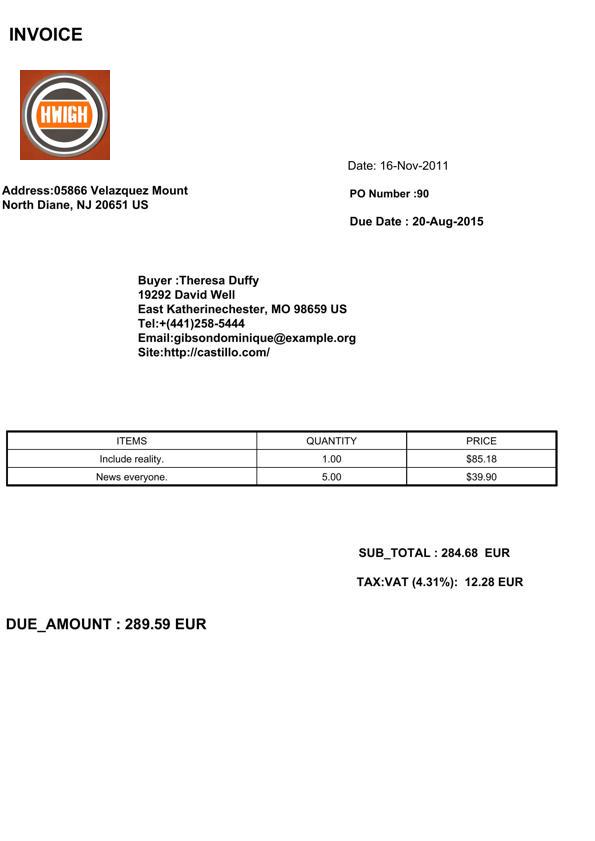 INVOICE
HWIGH
Date: 16-Nov-2011
Address:05866 Velazquez Mount
North Diane, NJ 20651 US
PO Number :90
Due Date : 20-Aug-2015
Buyer :Theresa Duffy
19292 David Well
East Katherinechester, MO 98659 US
Tel:+(441)258-5444
Email:gibsondominique@example.org
Site:http://castillo.com/
ITEMS QUANTITY PRICE
Include reality. 1.00 $85.18
News everyone. 5.00 $39.90
SUB_TOTAL : 284.68 EUR
TAX:VAT (4.31%): 12.28 EUR
DUE_AMOUNT : 289.59 EUR